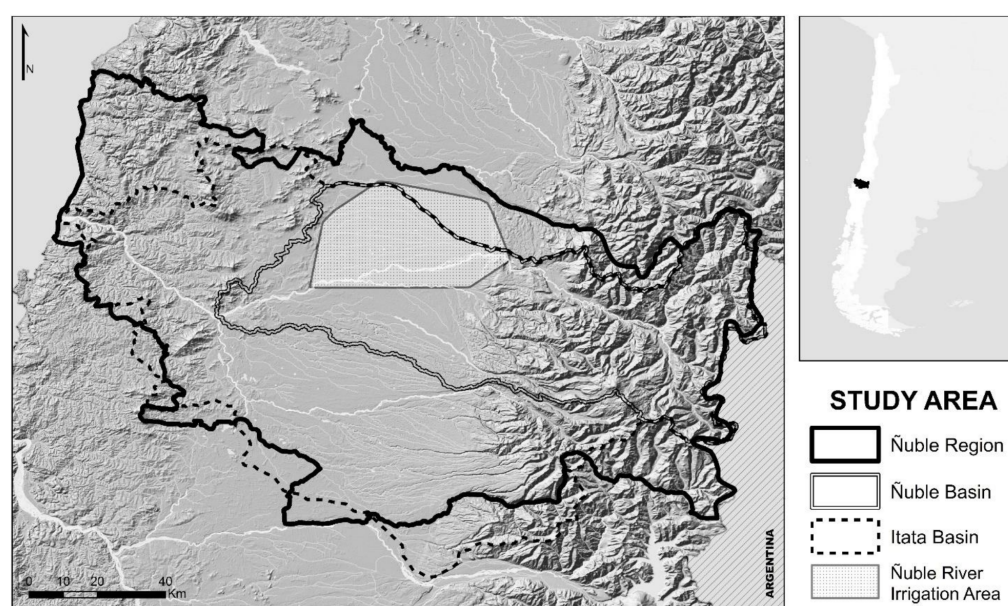 N
0 10 20 40
Km
ARGENTINA
STUDY AREA
Ñuble Region
Ñuble Basin
Itata Basin
Ñuble River
Irrigation Area